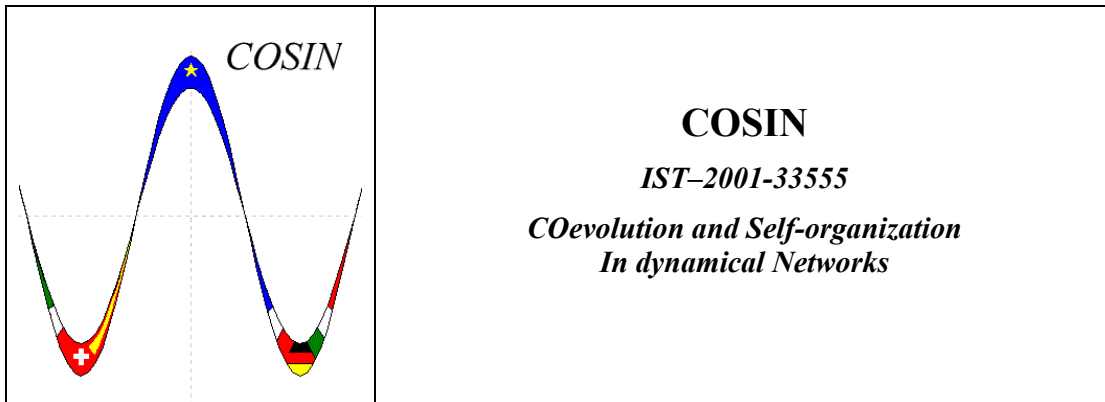 COSIN
COSIN
IST–2001-33555
COevolution and Self-organization
In dynamical Networks